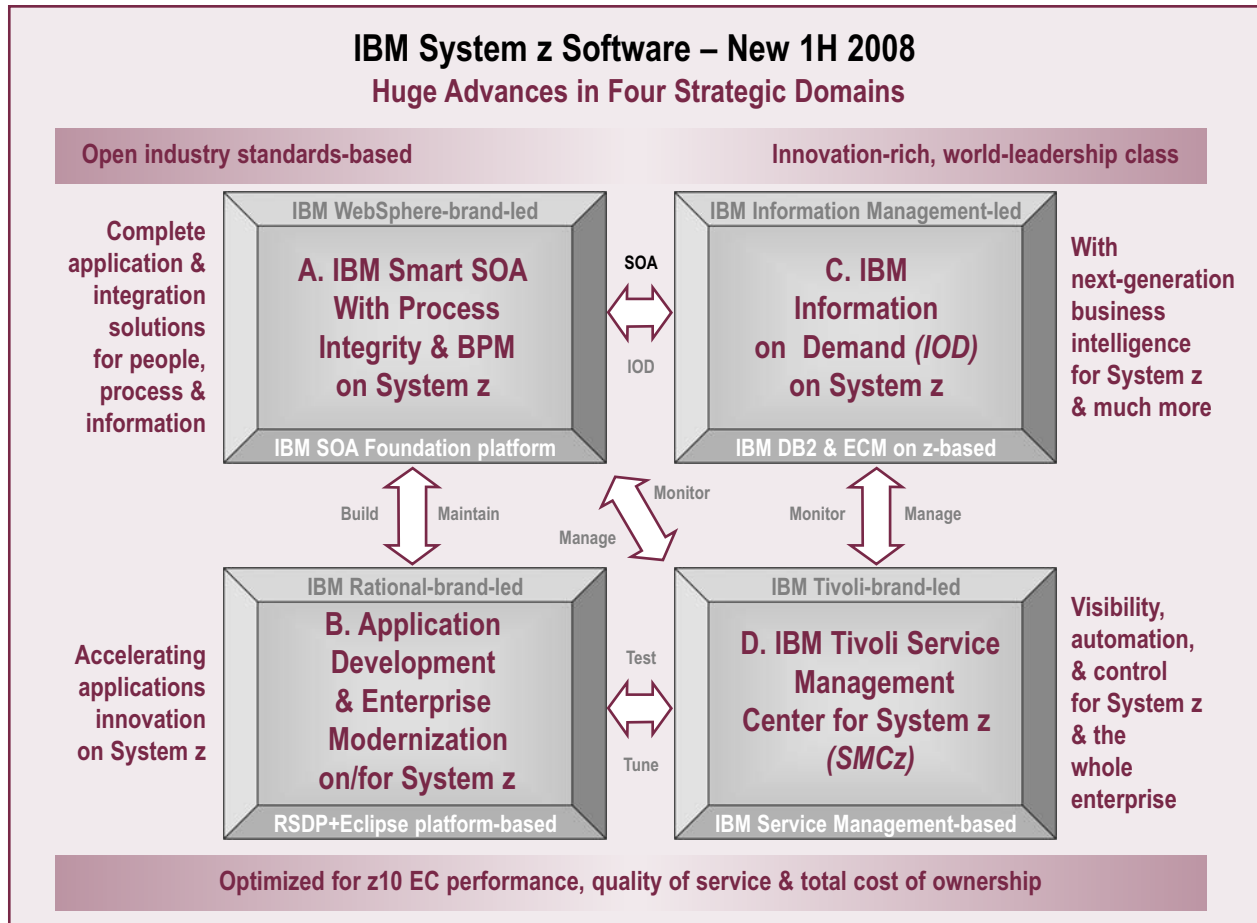 IBM System z Software – New 1H 2008
Huge Advances in Four Strategic Domains
Open industry standards-based
Innovation-rich, world-leadership class
Complete
application &
integration
solutions
for people,
process &
information
IBM WebSphere-brand-led
A. IBM Smart SOA
With Process
Integrity & BPM
on System z
IBM SOA Foundation platform
SOA
IOD
IBM Information Management-led
C. IBM
Information
on Demand (IOD)
on System z
IBM DB2 & ECM on z-based
With
next-generation
business
intelligence
for System z
& much more
Build
Maintain
Monitor
Manage
Monitor
Manage
Accelerating
applications
innovation
on System z
IBM Rational-brand-led
B. Application
Development
& Enterprise
Modernization
on/for System z
RSDP+Eclipse platform-based
Test
Tune
IBM Tivoli-brand-led
D. IBM Tivoli Service
Management
Center for System z
(SMCz)
IBM Service Management-based
Visibility,
automation,
& control
for System z
& the
whole
enterprise
Optimized for z10 EC performance, quality of service & total cost of ownership